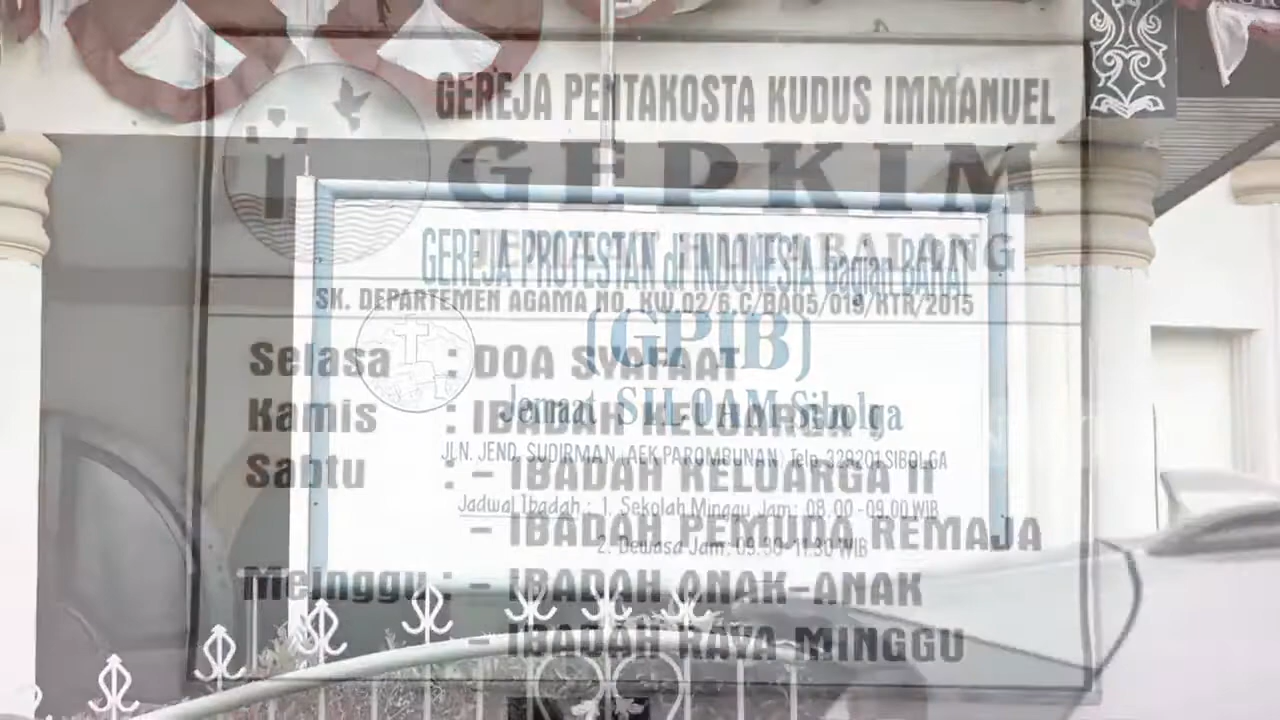 GEREJA PENTAKOSTA KUDUS IMMANUEL
GEPKIM
SK. DEPARTEMEN AGAMA NO. KW.02/6.C/BA05/019/KTR/2015
Selasa : DOA SYAFAAT
Kamis : IBADAH KELUARGA
Sabtu : - IBADAH KELUARGA II
- IBADAH PEMUDA REMAJA
Meinggu : - IBADAH ANAK-ANAK
- IBADAH RAYA MINGGU
GEREJA PROTESTAN di INDONESIA bagian BARAT
(GPIB)
Jemaat SILOAM Sibolga
JLN. JEND. SUDIRMAN (AEK PAROMBUNAN) Telp. 329201 SIBOLGA
Jadwal Ibadah : 1. Sekolah Minggu Jam : 08.00 - 09.00 WIB
2. Dewasa Jam : 09.30-11.30 WIB